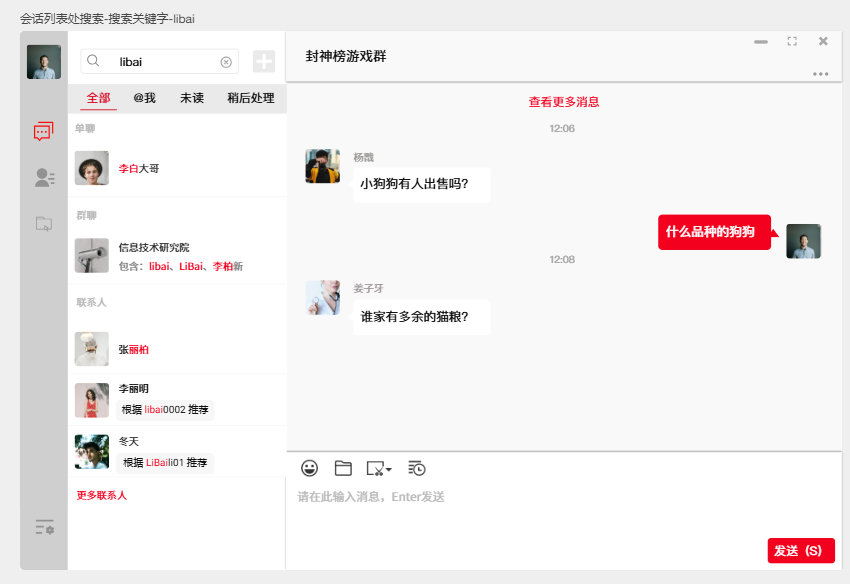 会话列表处搜索-搜索关键字-libai
libai
全部 @我 未读 稍后处理
单聊
李白大哥
群聊
信息技术研究院
包含：libai、LiBai、李柏新
联系人
张丽柏
李丽明
根据 libai0002 推荐
冬天
根据 LiBaili01 推荐
更多联系人
封神榜游戏群
查看更多消息
12:06
杨戬
小狗狗有人出售吗?
什么品种的狗狗
12:08
姜子牙
谁家有多余的猫粮?
请在此输入消息，Enter发送
发送（S）